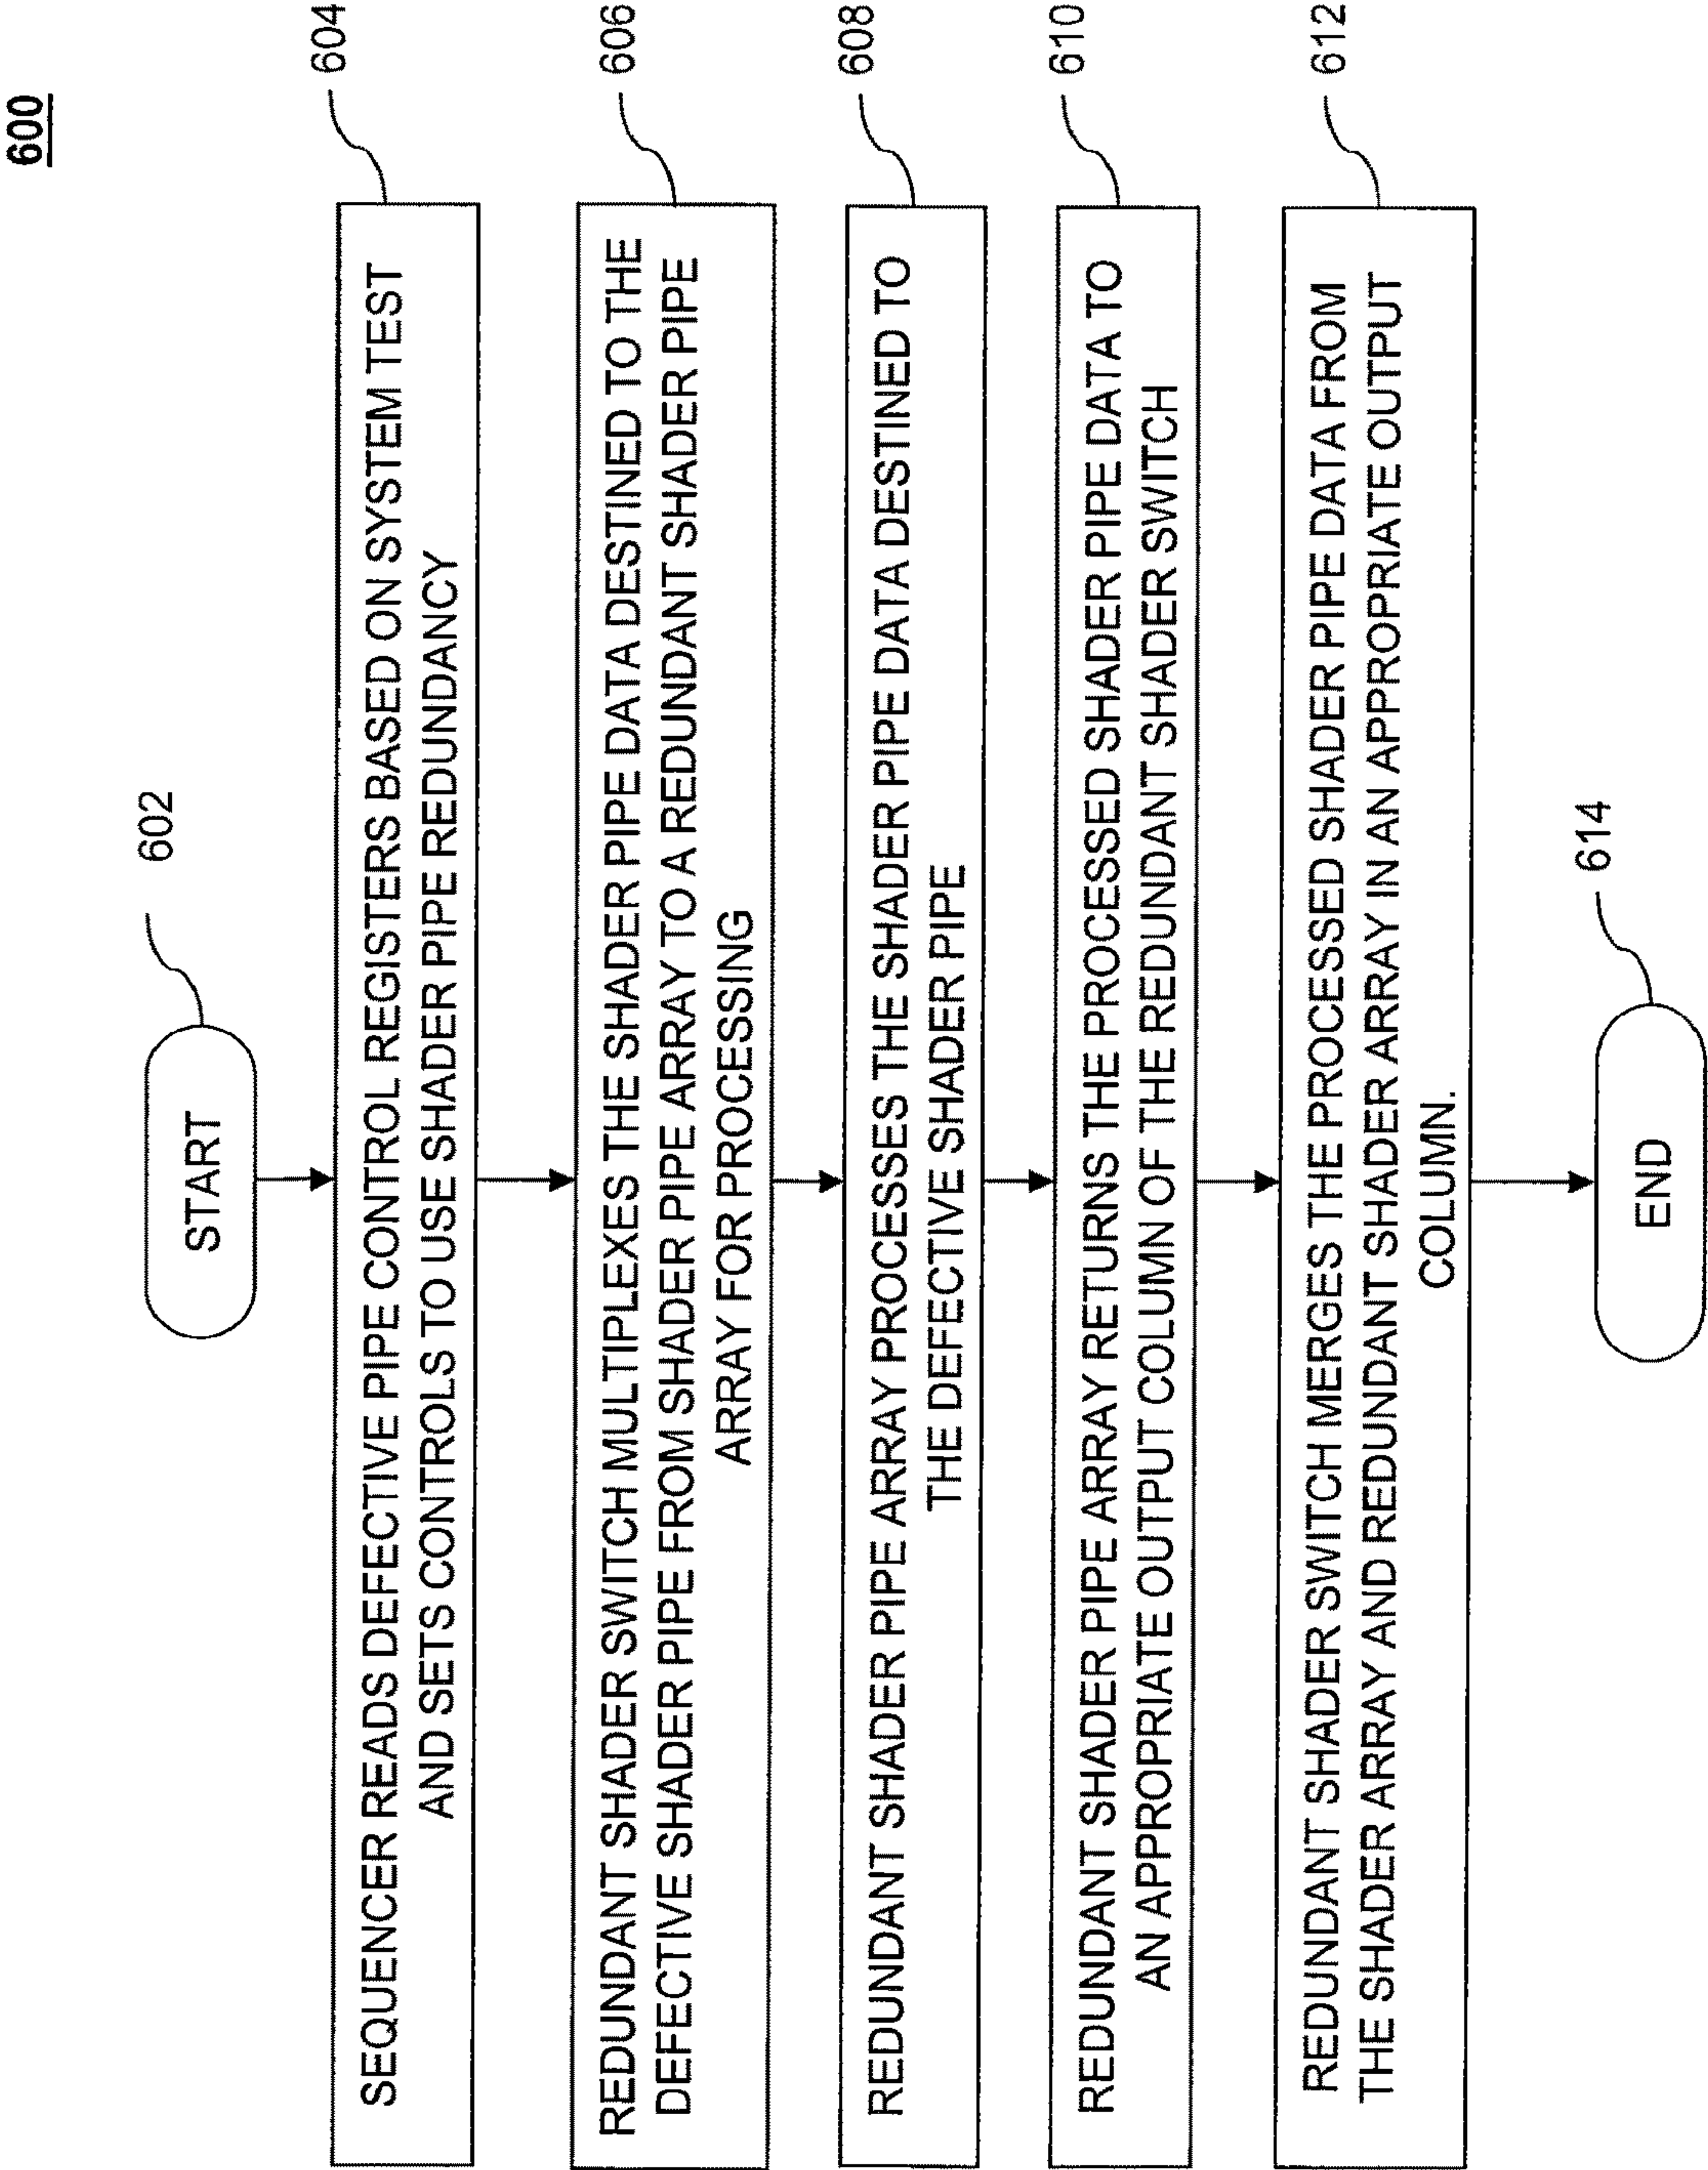 600
START
602
SEQUENCER READS DEFECTIVE PIPE CONTROL REGISTERS BASED ON SYSTEM TEST
AND SETS CONTROLS TO USE SHADER PIPE REDUNDANCY
604
REDUNDANT SHADER SWITCH MULTIPLEXES THE SHADER PIPE DATA DESTINED TO THE
DEFECTIVE SHADER PIPE FROM SHADER PIPE ARRAY TO A REDUNDANT SHADER PIPE
ARRAY FOR PROCESSING
606
REDUNDANT SHADER PIPE ARRAY PROCESSES THE SHADER PIPE DATA DESTINED TO
THE DEFECTIVE SHADER PIPE
608
REDUNDANT SHADER PIPE ARRAY RETURNS THE PROCESSED SHADER PIPE DATA TO
AN APPROPRIATE OUTPUT COLUMN OF THE REDUNDANT SHADER SWITCH
610
REDUNDANT SHADER SWITCH MERGES THE PROCESSED SHADER PIPE DATA FROM
THE SHADER ARRAY AND REDUNDANT SHADER ARRAY IN AN APPROPRIATE OUTPUT
COLUMN.
612
END
614